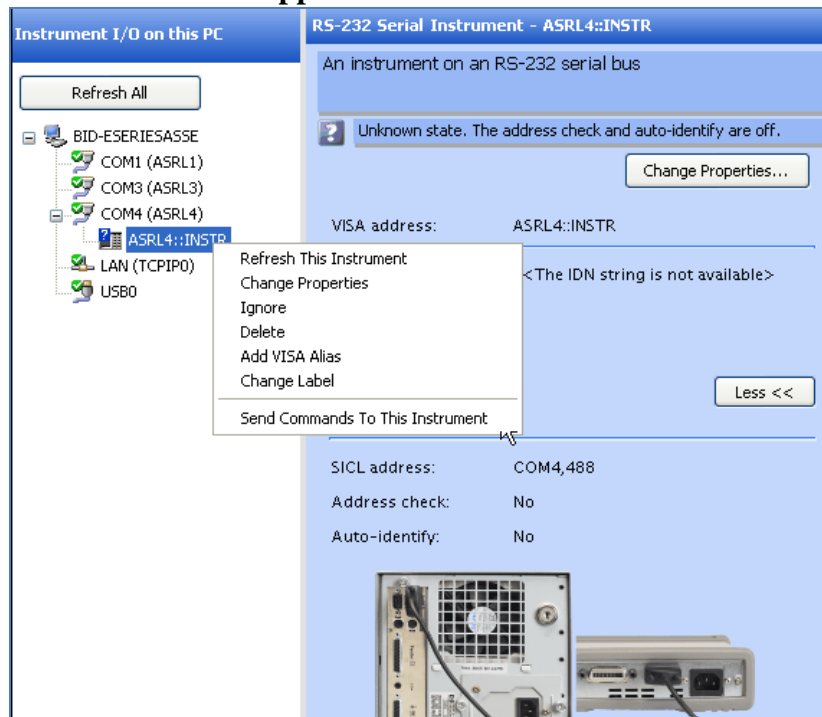 Instrument I/O on this PC
Refresh All
BID-ESERIESASSE
COM1 (ASRL1)
COM3 (ASRL3)
COM4 (ASRL4)
ASRL4::INSTR
LAN (TCPIP0)
USB0
Refresh This Instrument
Change Properties
Ignore
Delete
Add VISA Alias
Change Label
Send Commands To This Instrument
RS-232 Serial Instrument - ASRL4::INSTR
An instrument on an RS-232 serial bus
Unknown state. The address check and auto-identify are off.
Change Properties...
VISA address: ASRL4::INSTR
<The IDN string is not available>
Less <<
SICL address: COM4,488
Address check: No
Auto-identify: No